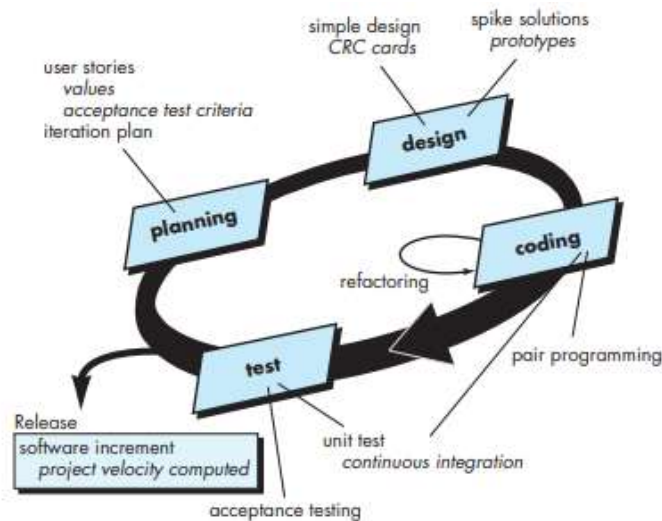 simple design
CRC cards
spike solutions
prototypes
user stories
values
acceptance test criteria
iteration plan
design
planning
coding
refactoring
pair programming
test
Release
software increment
project velocity computed
unit test
continuous integration
acceptance testing